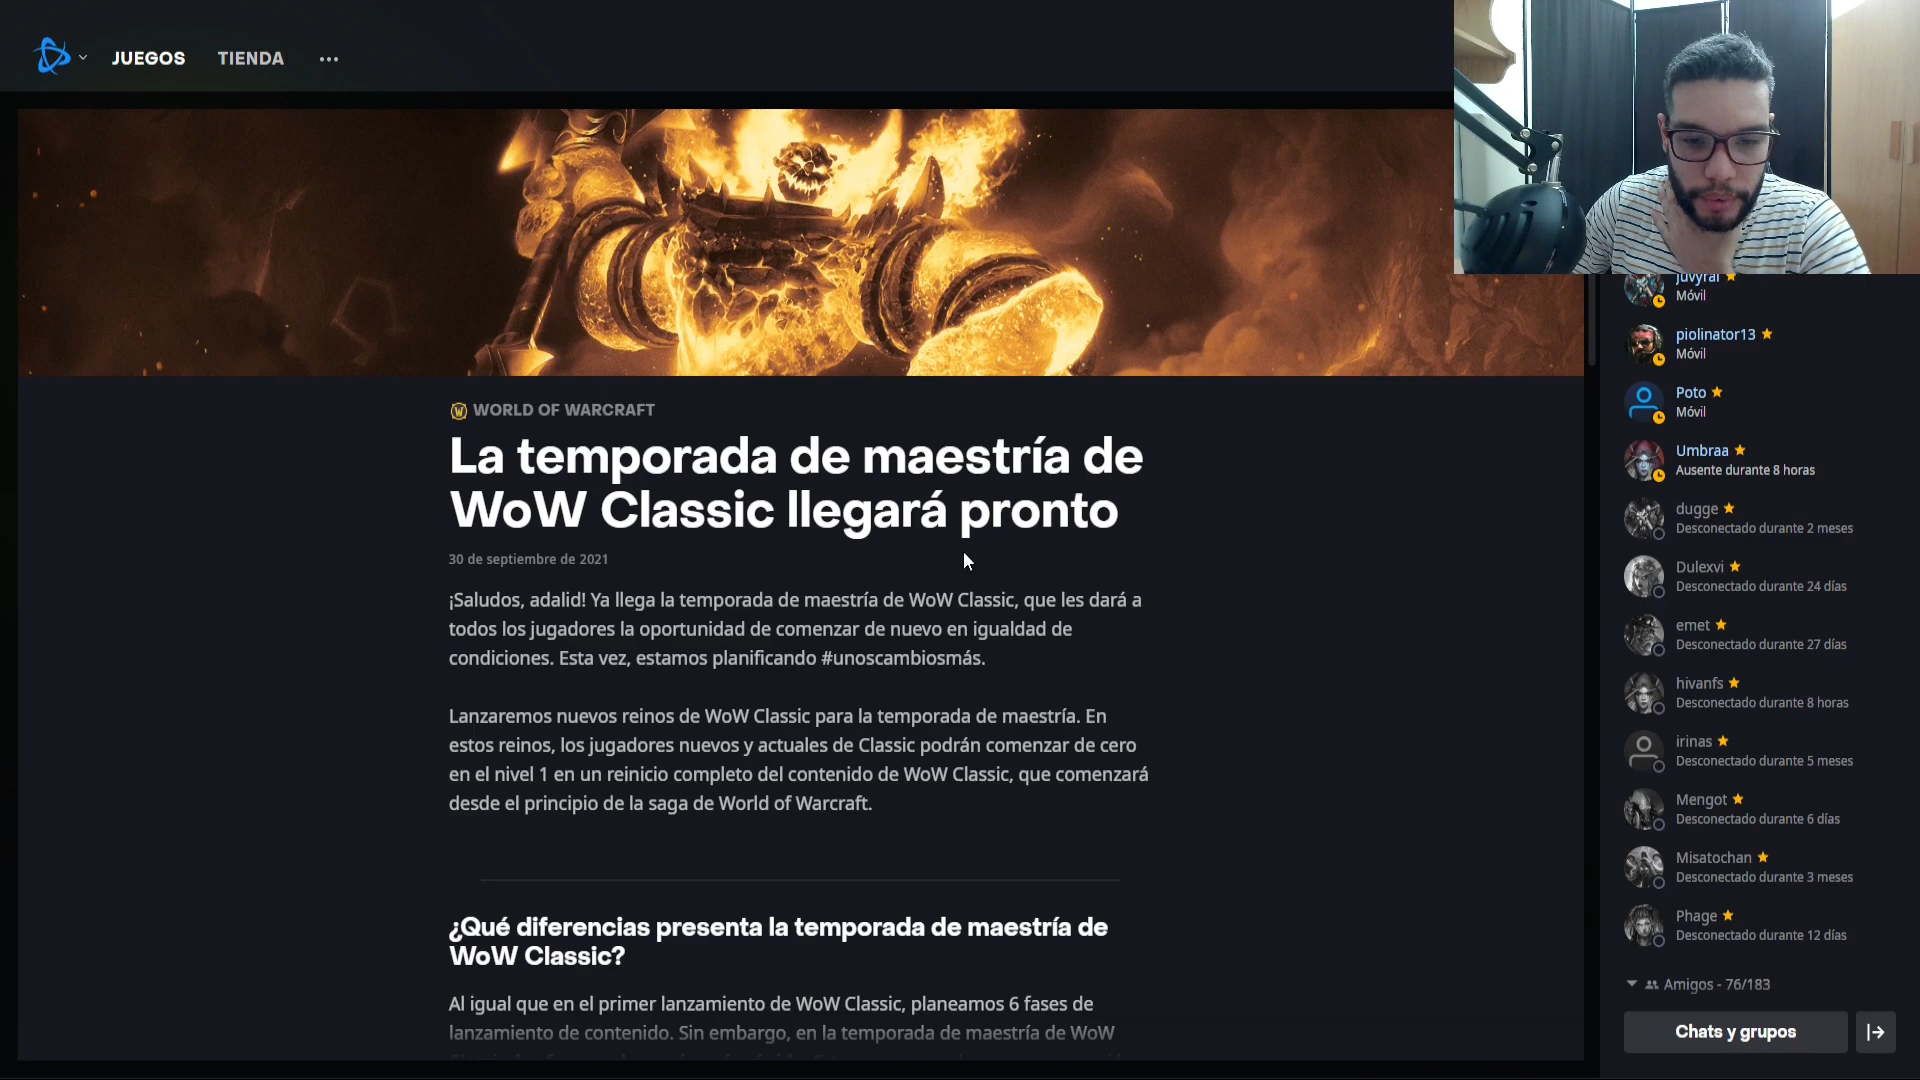 JUEGOS
TIENDA
WORLD OF WARCRAFT
La temporada de maestría de
WoW Classic llegará pronto
30 de septiembre de 2021
¡Saludos, adalid! Ya llega la temporada de maestría de WoW Classic, que les dará a
todos los jugadores la oportunidad de comenzar de nuevo en igualdad de
condiciones. Esta vez, estamos planificando #unoscambiosmás.
Lanzaremos nuevos reinos de WoW Classic para la temporada de maestría. En
estos reinos, los jugadores nuevos y actuales de Classic podrán comenzar de cero
en el nivel 1 en un reinicio completo del contenido de WoW Classic, que comenzará
desde el principio de la saga de World of Warcraft.
¿Qué diferencias presenta la temporada de maestría de
WoW Classic?
Al igual que en el primer lanzamiento de WoW Classic, planeamos 6 fases de
lanzamiento de contenido. Sin embargo, en la temporada de maestría de WoW
juvyrai
Móvil
piolinator13
Móvil
Poto
Móvil
Umbraa
Ausente durante 8 horas
dugge
Desconectado durante 2 meses
Dulexvi
Desconectado durante 24 días
emet
Desconectado durante 27 días
hivanfs
Desconectado durante 8 horas
irinas
Desconectado durante 5 meses
Mengot
Desconectado durante 6 días
Misatochan
Desconectado durante 3 meses
Phage
Desconectado durante 12 días
Amigos - 76/183
Chats y grupos